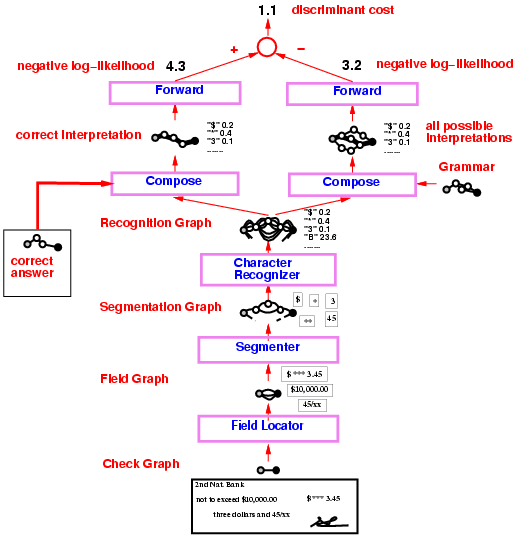 1.1 discriminant cost
+ −
negative log−likelihood 4.3 3.2 negative log−likelihood
Forward Forward
correct interpretation
"$" 0.2
"*" 0.4
"3" 0.1
......
"$" 0.2
"*" 0.4
"3" 0.1
......
all possible
interpretations
Grammar
Compose Compose
Recognition Graph
"$" 0.2
"*" 0.4
"3" 0.1
"B" 23.6
......
correct
answer
Character
Recognizer
Segmentation Graph
$ * 3
** 45
Segmenter
Field Graph
$ *** 3.45
$10,000.00
45/xx
Field Locator
Check Graph
2nd Nat. Bank
not to exceed $10,000.00 $*** 3.45
three dollars and 45/xx